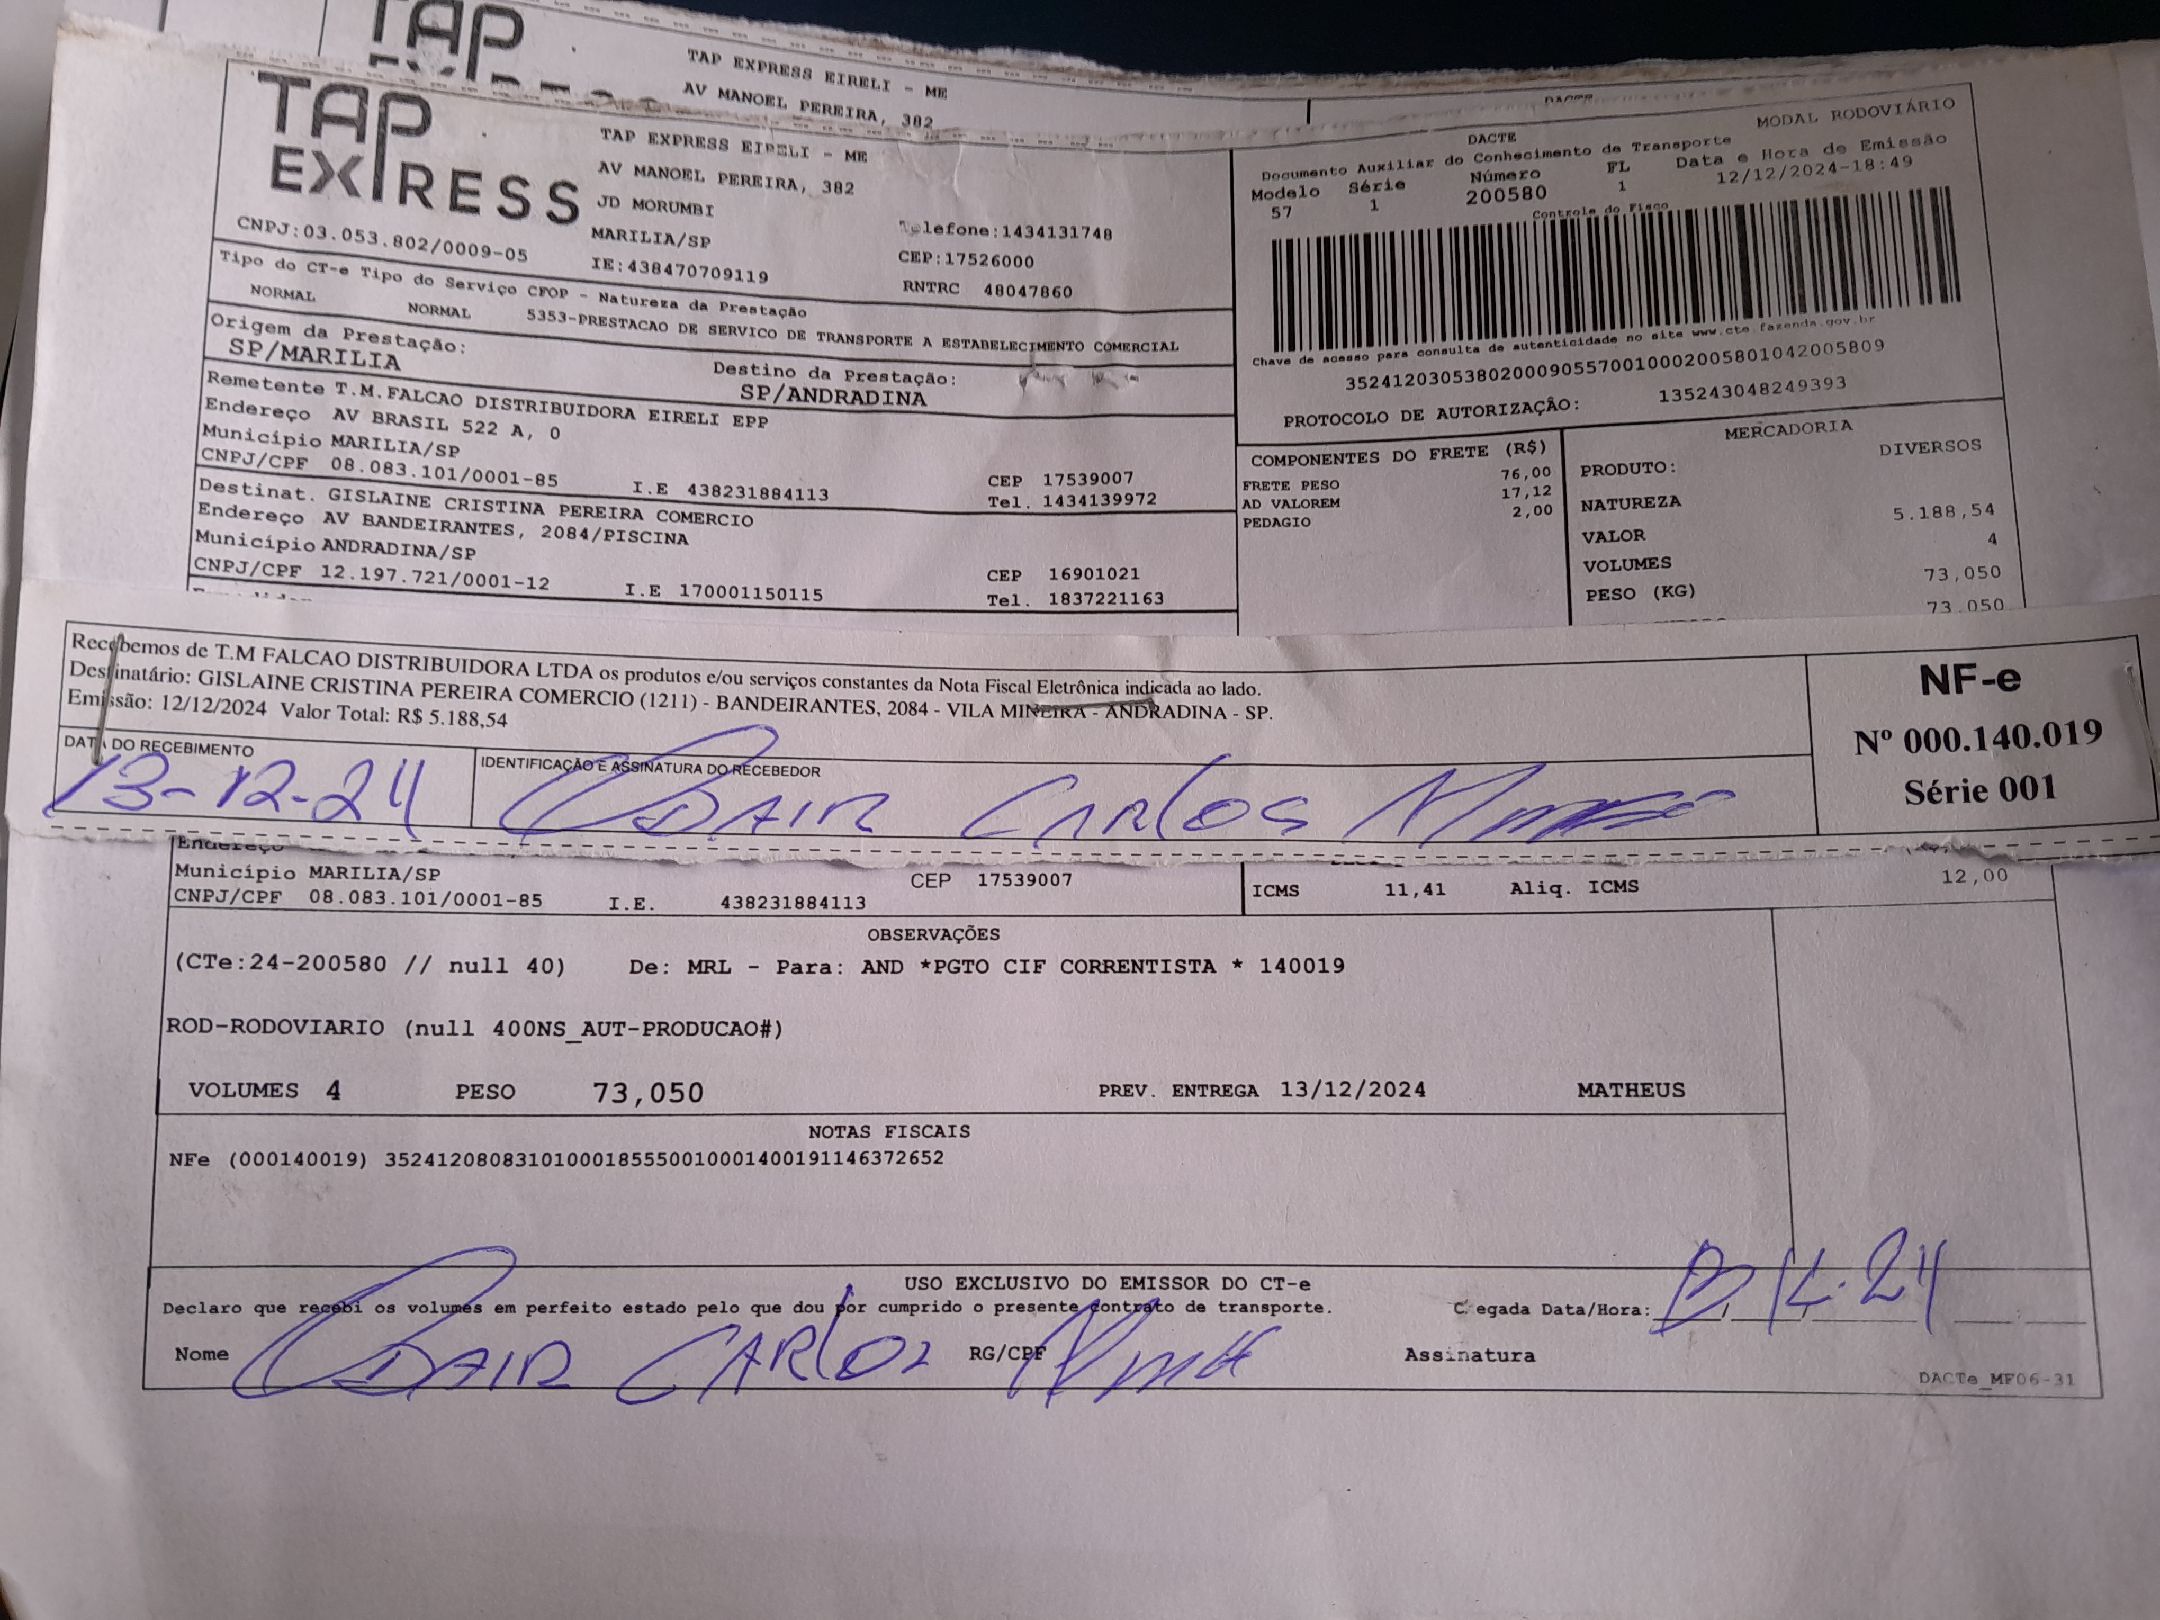 TAP
TAP EXPRESS EIRELI - ME
AV MANOEL PEREIRA, 382
DACTE
TAP
EXPRESS
TAP EXPRESS EIRELI - ME
AV MANOEL PEREIRA, 382
JD MORUMBI
MARILIA/SP
Telefone:1434131748
CNPJ:03.053.802/0009-05
IE:438470709119
CEP:17526000
RNTRC 48047860
DACTE
MODAL RODOVIÁRIO
Documento Auxiliar do Conhecimento de Transporte
Modelo Série Número FL Data e Hora de Emissão
57 1 200580 1 12/12/2024-18:49
Controle do Fisco
Chave de acesso para consulta de autenticidade no site www.cte.fazenda.gov.br
35241203053802000905570010002005801042005809
PROTOCOLO DE AUTORIZAÇÃO: 135243048249393
Tipo do CT-e Tipo do Serviço CFOP - Natureza da Prestação
NORMAL NORMAL 5353-PRESTACAO DE SERVICO DE TRANSPORTE A ESTABELECIMENTO COMERCIAL
Origem da Prestação:
SP/MARILIA
Destino da Prestação:
SP/ANDRADINA
Remetente T.M.FALCAO DISTRIBUIDORA EIRELI EPP
Endereço AV BRASIL 522 A, 0
Município MARILIA/SP
CEP 17539007
CNPJ/CPF 08.083.101/0001-85 I.E 438231884113 Tel. 1434139972
Destinat. GISLAINE CRISTINA PEREIRA COMERCIO
Endereço AV BANDEIRANTES, 2084/PISCINA
Município ANDRADINA/SP
CEP 16901021
CNPJ/CPF 12.197.721/0001-12 I.E 170001150115 Tel. 1837221163
COMPONENTES DO FRETE (R$)
FRETE PESO 76,00
AD VALOREM 17,12
PEDAGIO 2,00
MERCADORIA
PRODUTO: DIVERSOS
NATUREZA
VALOR 5.188,54
VOLUMES 4
PESO (KG) 73,050
73.050
Recebemos de T.M FALCAO DISTRIBUIDORA LTDA os produtos e/ou serviços constantes da Nota Fiscal Eletrônica indicada ao lado.
Destinatário: GISLAINE CRISTINA PEREIRA COMERCIO (1211) - BANDEIRANTES, 2084 - VILA MINEIRA - ANDRADINA - SP.
Emissão: 12/12/2024 Valor Total: R$ 5.188,54
DATA DO RECEBIMENTO
13-12-24
IDENTIFICAÇÃO E ASSINATURA DO RECEBEDOR
ODAIR CARLOS
NF-e
Nº 000.140.019
Série 001
Endereço
Município MARILIA/SP CEP 17539007
CNPJ/CPF 08.083.101/0001-85 I.E. 438231884113
ICMS 11,41 Aliq. ICMS 12,00
OBSERVAÇÕES
(CTe:24-200580 // null 40) De: MRL - Para: AND *PGTO CIF CORRENTISTA * 140019
ROD-RODOVIARIO (null 400NS_AUT-PRODUCAO#)
VOLUMES 4 PESO 73,050 PREV. ENTREGA 13/12/2024 MATHEUS
NOTAS FISCAIS
NFe (000140019) 35241208083101000185550010001400191146372652
USO EXCLUSIVO DO EMISSOR DO CT-e
Declaro que recebi os volumes em perfeito estado pelo que dou por cumprido o presente contrato de transporte.
C egada Data/Hora: 13 12.24
Nome ODAIR CARLOS RG/CPF Assinatura
DACTe_MF06-31